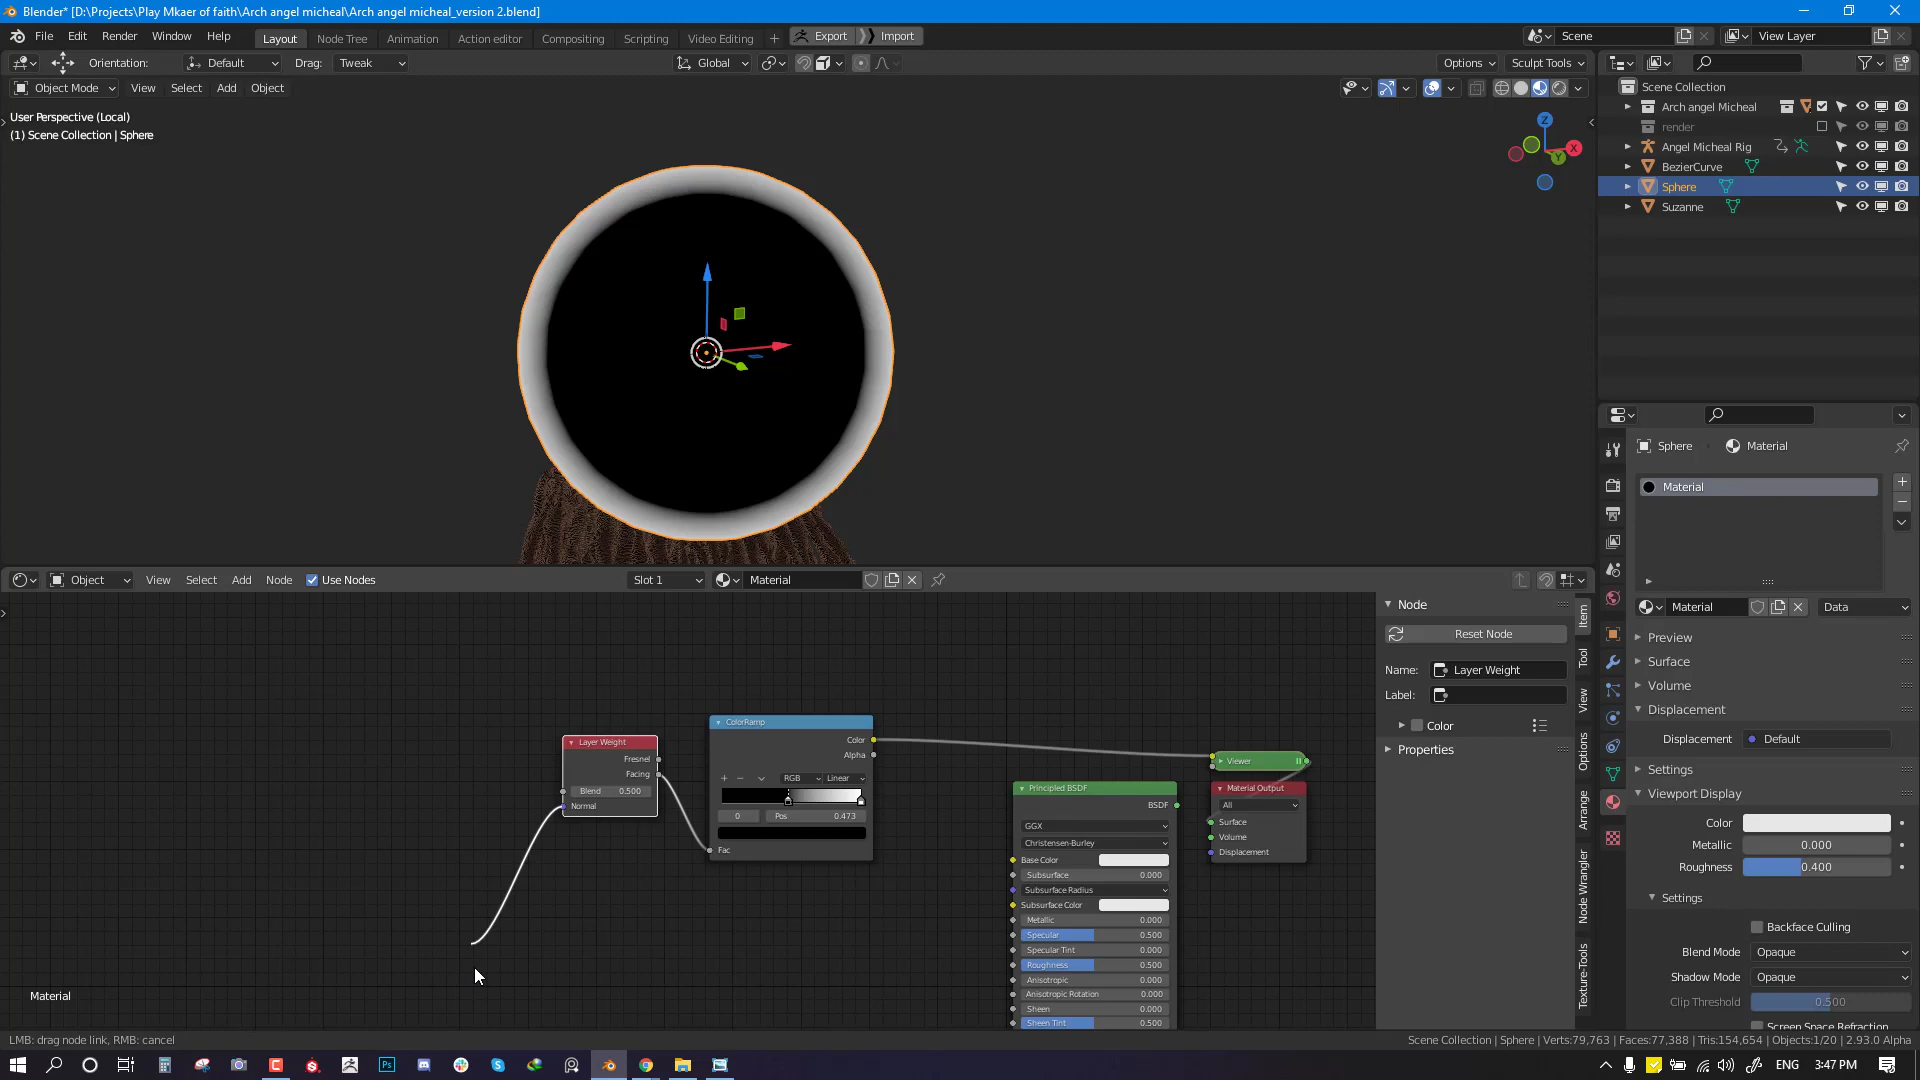 Blender* [D:\Projects\Play Mkaer of faith\Arch angel micheal\Arch angel micheal_version 2.blend]
File Edit Render Window Help Layout Node Tree Animation Action editor Compositing Scripting Video Editing + Export Import Scene View Layer
Orientation: Default Drag: Tweak Global Options Sculpt Tools
Object Mode View Select Add Object
User Perspective (Local)
(1) Scene Collection | Sphere
Z
X
Y
Scene Collection
Arch angel Micheal
render
Angel Micheal Rig
BezierCurve
Sphere
Suzanne
Sphere Material
Material
Material Data
Preview
Surface
Volume
Displacement
Displacement Default
Settings
Viewport Display
Color
Metallic 0.000
Roughness 0.400
Settings
Backface Culling
Blend Mode Opaque
Shadow Mode Opaque
Clip Threshold 0.500
Screen Space Refraction
Object View Select Add Node Use Nodes Slot 1 Material
Layer Weight
Fresnel
Facing
Blend 0.500
Normal
ColorRamp
Color
Alpha
RGB Linear
0 Pos 0.473
Fac
Principled BSDF
BSDF
GGX
Christensen-Burley
Base Color
Subsurface 0.000
Subsurface Radius
Subsurface Color
Metallic 0.000
Specular 0.500
Specular Tint 0.000
Roughness 0.500
Anisotropic 0.000
Anisotropic Rotation 0.000
Sheen 0.000
Sheen Tint 0.500
Viewer
Material Output
All
Surface
Volume
Displacement
Node
Reset Node
Name: Layer Weight
Label:
Color
Properties
Item
Tool
View
Options
Arrange
Node Wrangler
Texture-Tools
Material
LMB: drag node link, RMB: cancel
Scene Collection | Sphere | Verts:79,763 | Faces:77,388 | Tris:154,654 | Objects:1/20 | 2.93.0 Alpha
ENG 3:47 PM